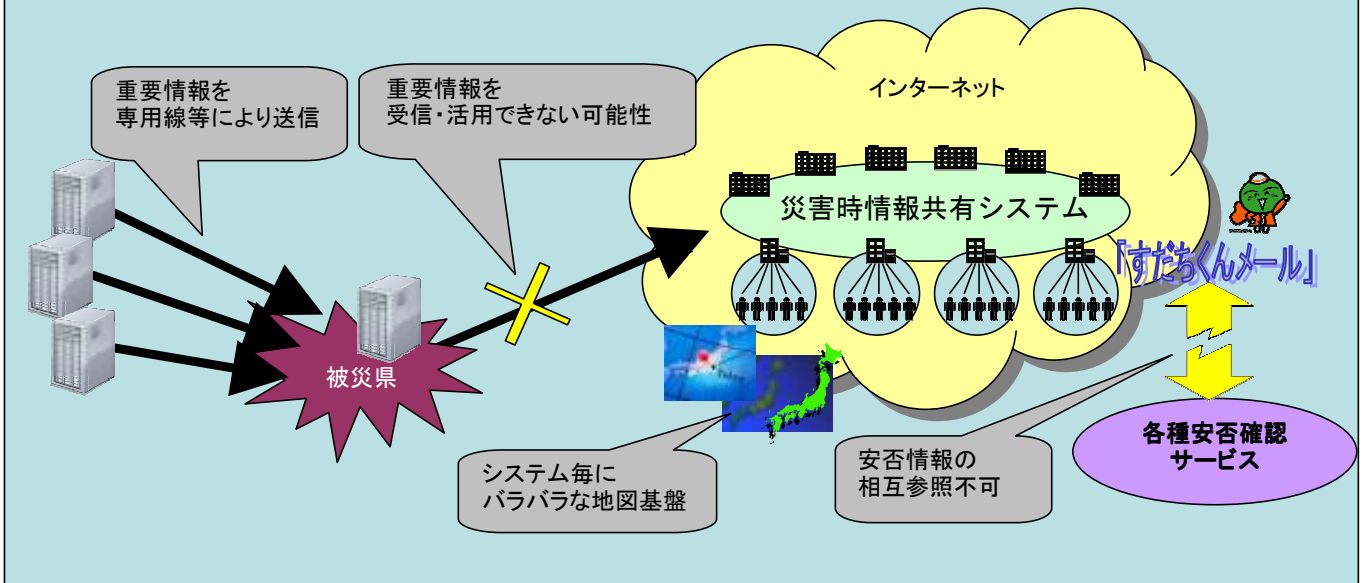 重要情報を
専用線等により送信
重要情報を
受信・活用できない可能性
インターネット
災害時情報共有システム
「すだちくんメール」
被災県
システム毎に
バラバラな地図基盤
安否情報の
相互参照不可
各種安否確認
サービス